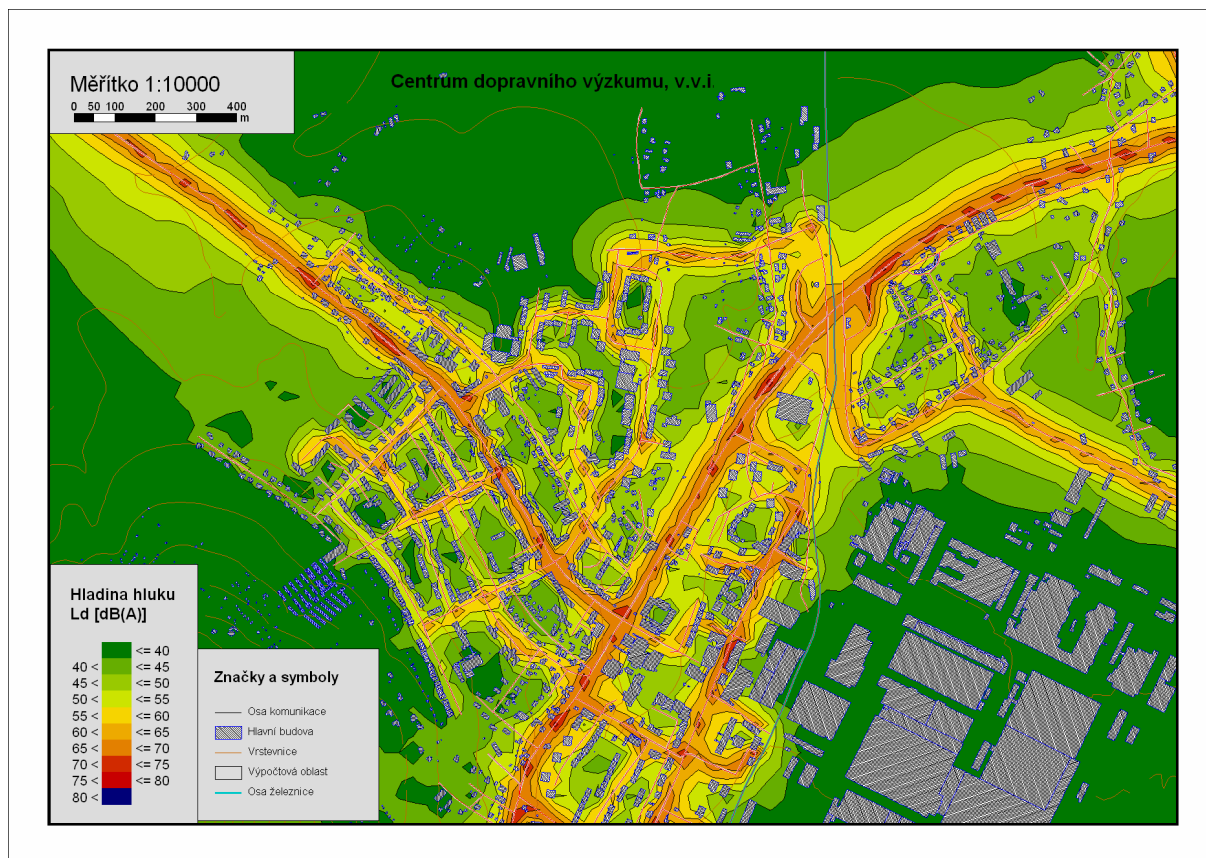 Měřítko 1:10000
0 50 100 200 300 400
m
Centrum dopravního výzkumu, v.v.i.
Hladina hluku
Ld [dB(A)]
<= 40
40 < <= 45
45 < <= 50
50 < <= 55
55 < <= 60
60 < <= 65
65 < <= 70
70 < <= 75
75 < <= 80
80 <
Značky a symboly
Osa komunikace
Hlavní budova
Vrstevnice
Výpočtová oblast
Osa železnice